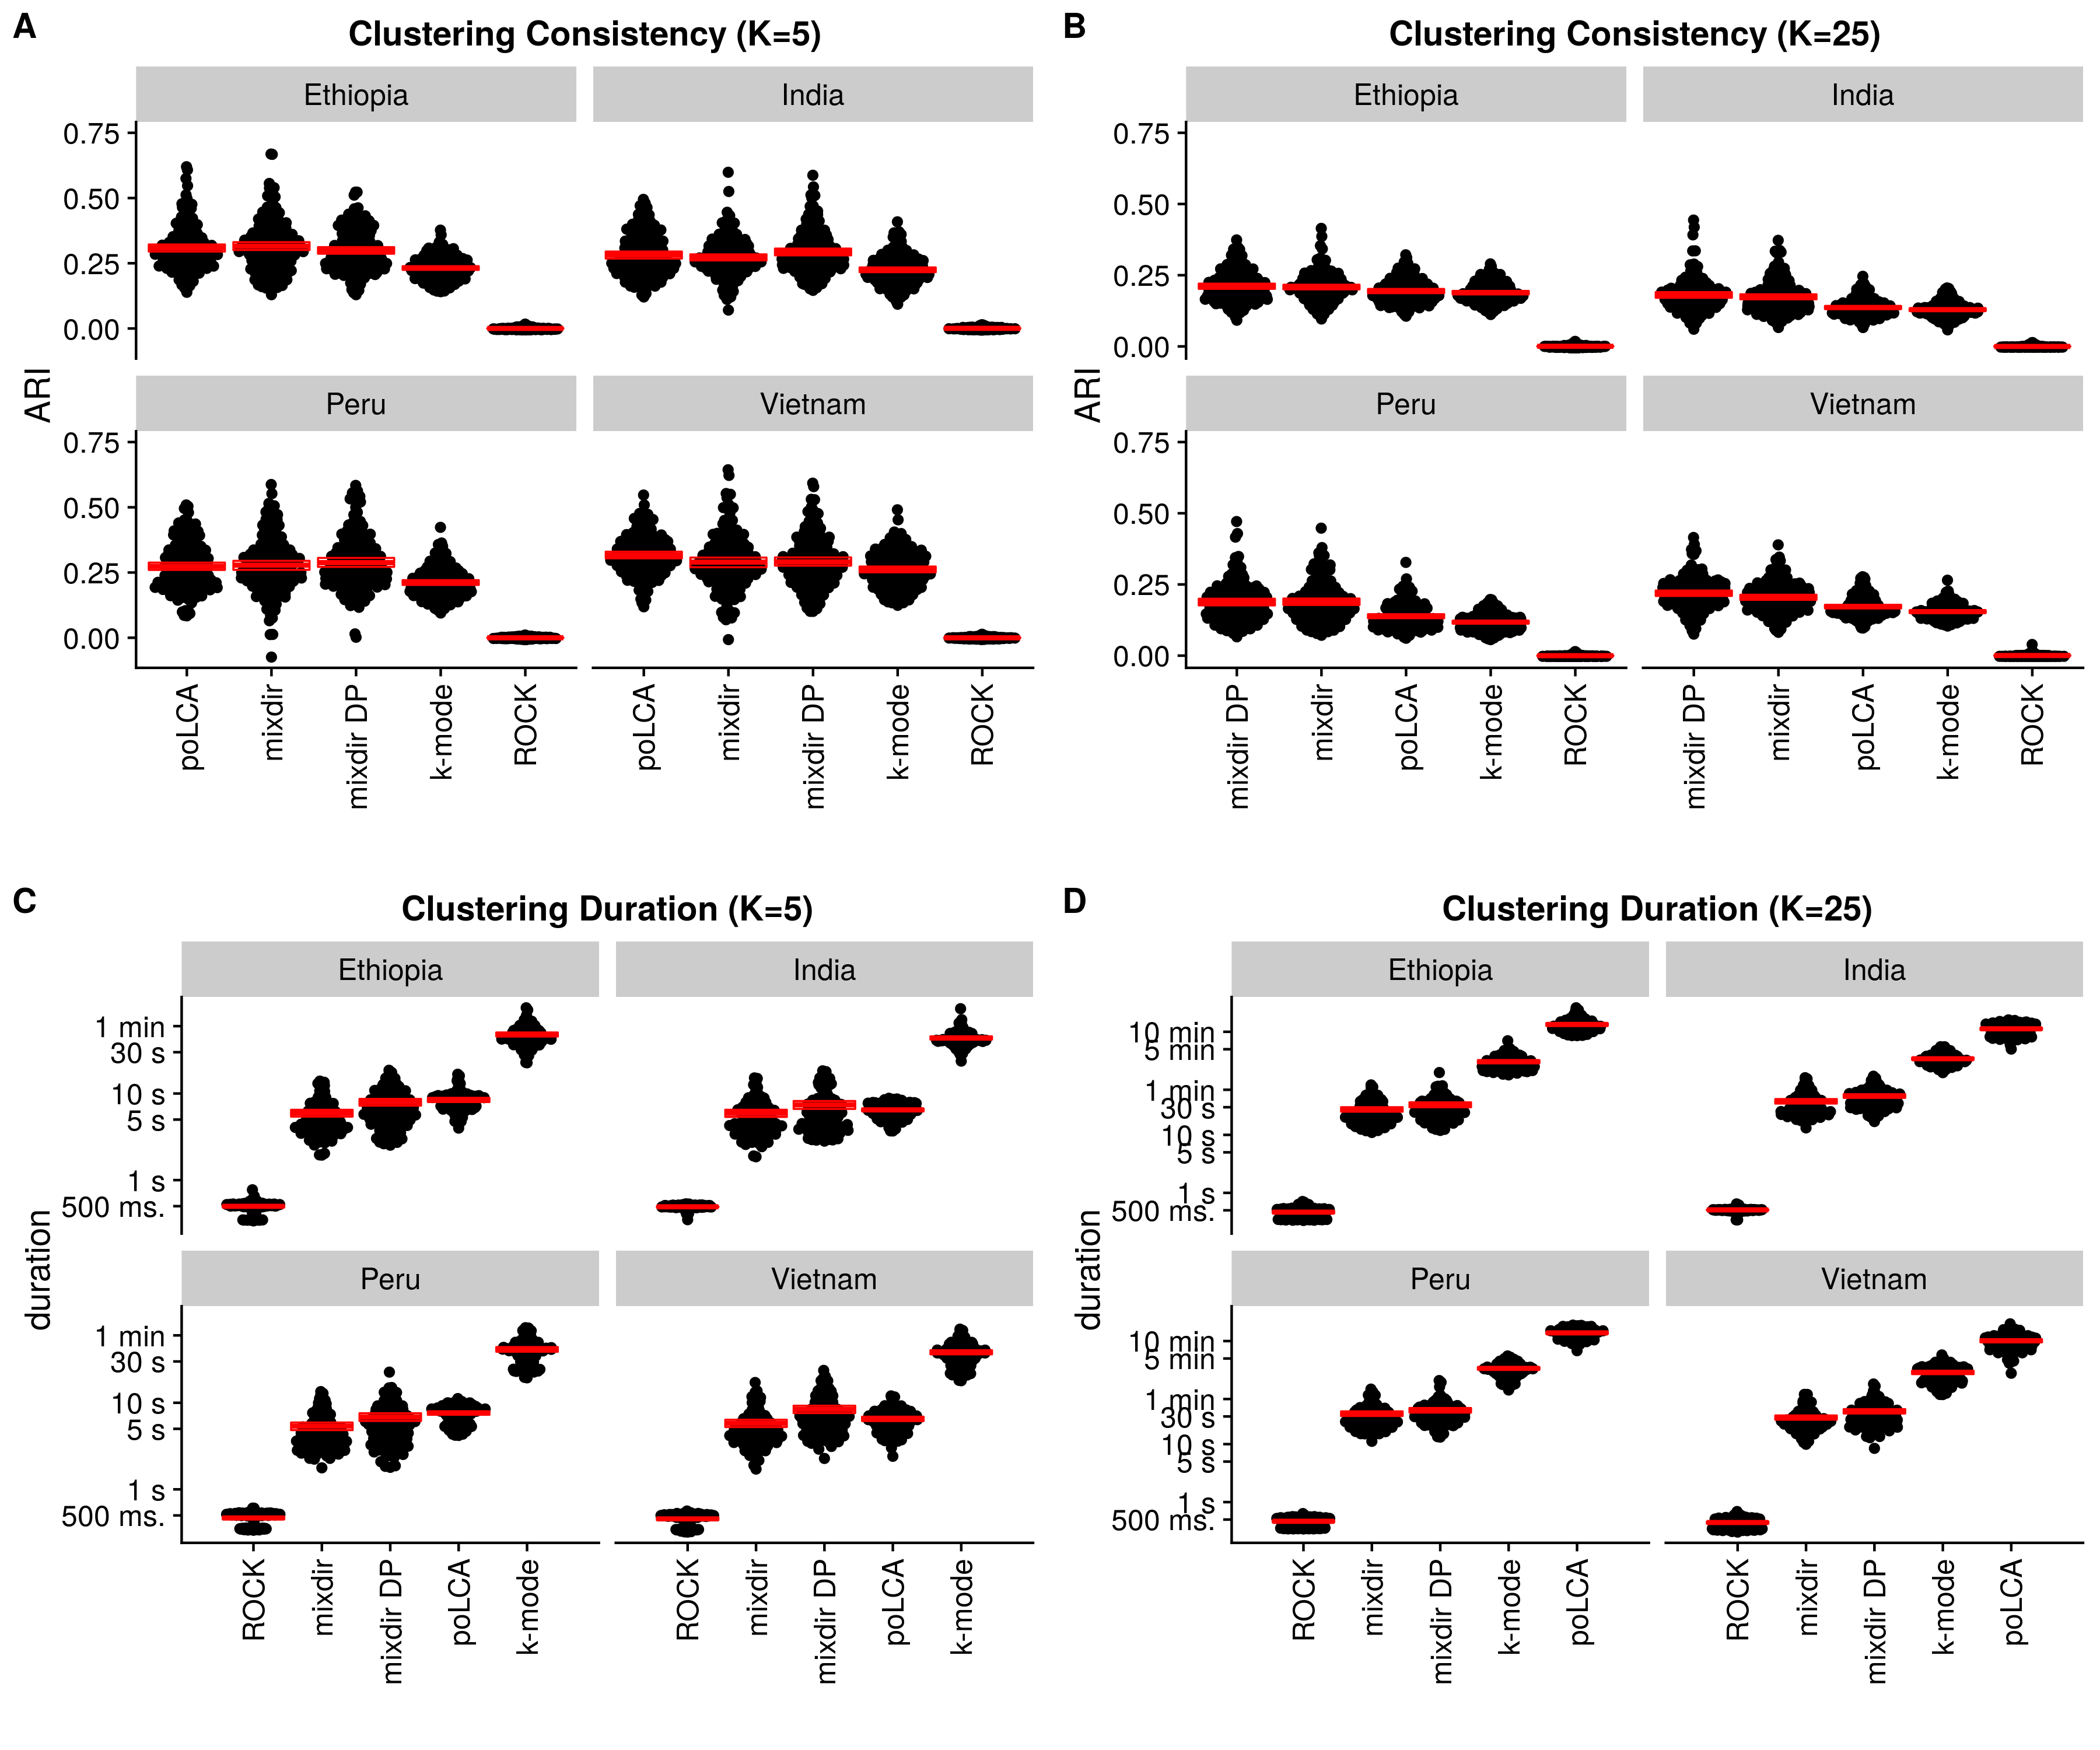 A
Clustering Consistency (K=5)
Ethiopia
India
0.75
0.50
0.25
0.00
Peru
Vietnam
0.75
0.50
0.25
0.00
ARI
poLCA
mixdir
mixdir DP
k-mode
ROCK
poLCA
mixdir
mixdir DP
k-mode
ROCK
B
Clustering Consistency (K=25)
Ethiopia
India
0.75
0.50
0.25
0.00
Peru
Vietnam
0.75
0.50
0.25
0.00
ARI
mixdir DP
mixdir
poLCA
k-mode
ROCK
mixdir DP
mixdir
poLCA
k-mode
ROCK
C
Clustering Duration (K=5)
Ethiopia
India
1 min
30 s
10 s
5 s
1 s
500 ms.
Peru
Vietnam
1 min
30 s
10 s
5 s
1 s
500 ms.
duration
ROCK
mixdir
mixdir DP
poLCA
k-mode
ROCK
mixdir
mixdir DP
poLCA
k-mode
D
Clustering Duration (K=25)
Ethiopia
India
10 min
5 min
1 min
30 s
10 s
5 s
1 s
500 ms.
Peru
Vietnam
10 min
5 min
1 min
30 s
10 s
5 s
1 s
500 ms.
duration
ROCK
mixdir
mixdir DP
k-mode
poLCA
ROCK
mixdir
mixdir DP
k-mode
poLCA